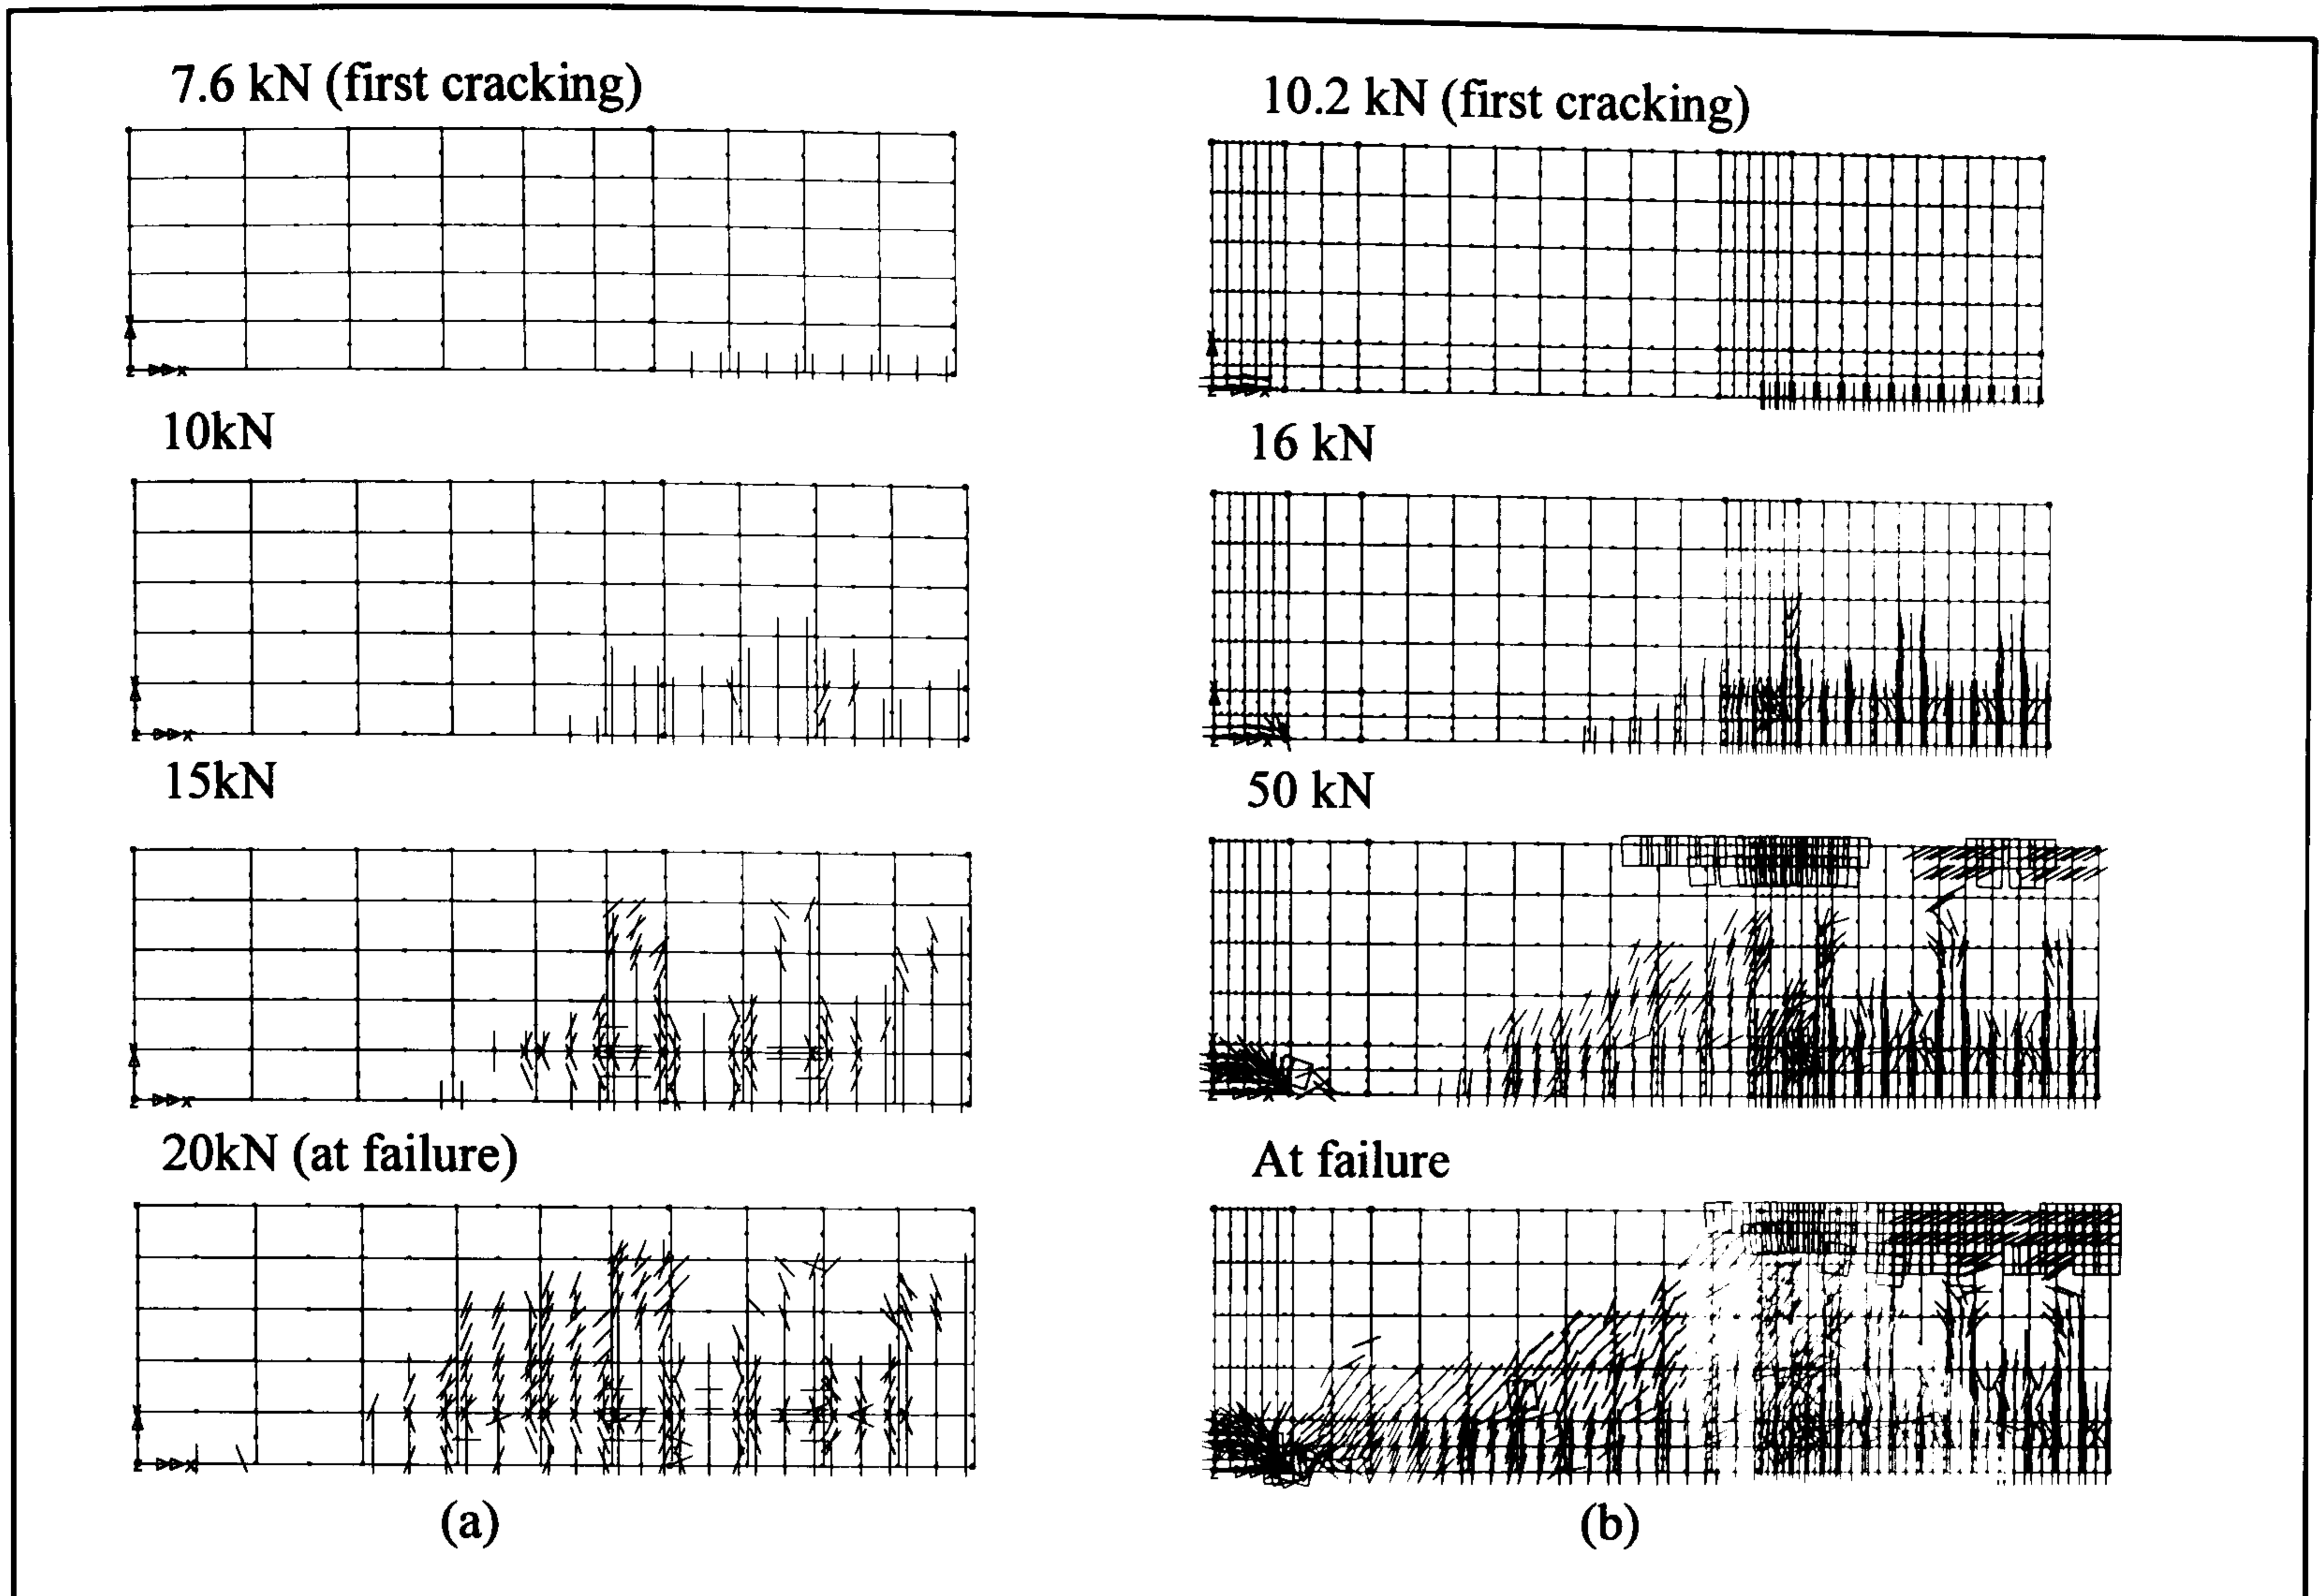 7.6 kN (first cracking)
10kN
15kN
20kN (at failure)
(a)
10.2 kN (first cracking)
16 kN
50 kN
At failure
(b)